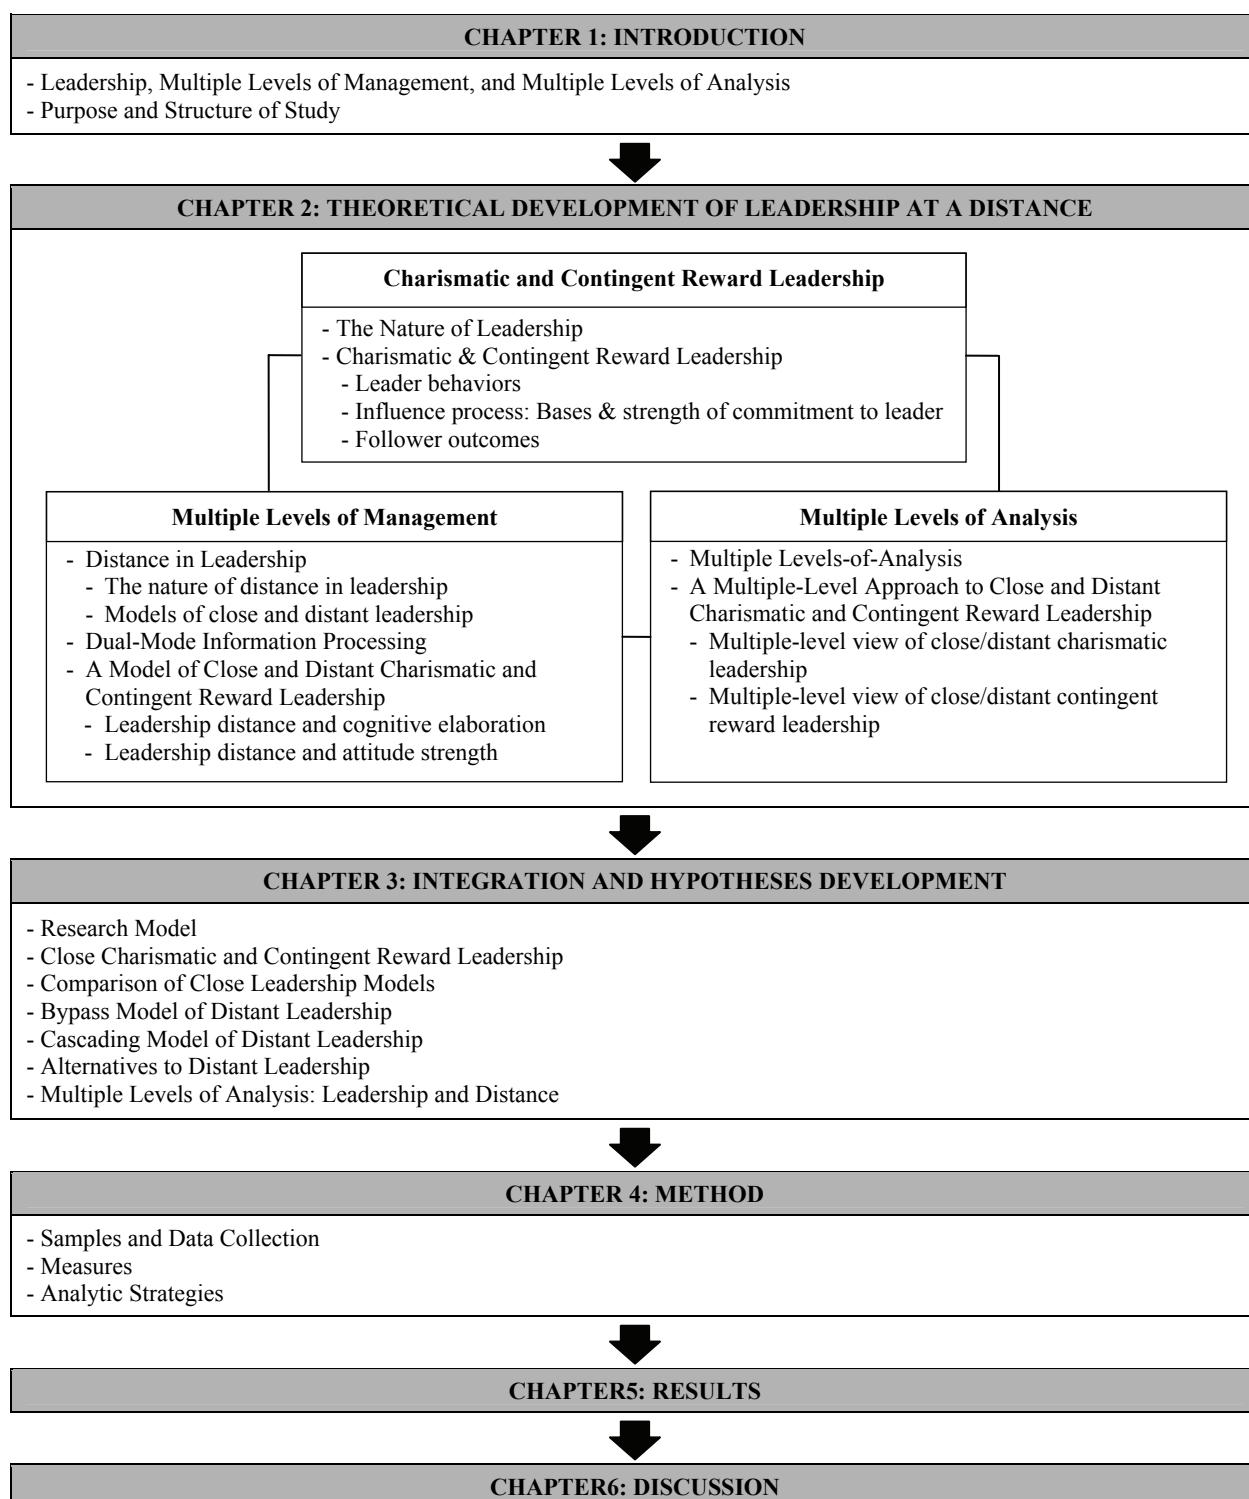 CHAPTER 1: INTRODUCTION
- Leadership, Multiple Levels of Management, and Multiple Levels of Analysis
- Purpose and Structure of Study
CHAPTER 2: THEORETICAL DEVELOPMENT OF LEADERSHIP AT A DISTANCE
Charismatic and Contingent Reward Leadership
- The Nature of Leadership
- Charismatic & Contingent Reward Leadership
- Leader behaviors
- Influence process: Bases & strength of commitment to leader
- Follower outcomes
Multiple Levels of Management
- Distance in Leadership
- The nature of distance in leadership
- Models of close and distant leadership
- Dual-Mode Information Processing
- A Model of Close and Distant Charismatic and
Contingent Reward Leadership
- Leadership distance and cognitive elaboration
- Leadership distance and attitude strength
Multiple Levels of Analysis
- Multiple Levels-of-Analysis
- A Multiple-Level Approach to Close and Distant
Charismatic and Contingent Reward Leadership
- Multiple-level view of close/distant charismatic
leadership
- Multiple-level view of close/distant contingent
reward leadership
CHAPTER 3: INTEGRATION AND HYPOTHESES DEVELOPMENT
- Research Model
- Close Charismatic and Contingent Reward Leadership
- Comparison of Close Leadership Models
- Bypass Model of Distant Leadership
- Cascading Model of Distant Leadership
- Alternatives to Distant Leadership
- Multiple Levels of Analysis: Leadership and Distance
CHAPTER 4: METHOD
- Samples and Data Collection
- Measures
- Analytic Strategies
CHAPTER5: RESULTS
CHAPTER6: DISCUSSION